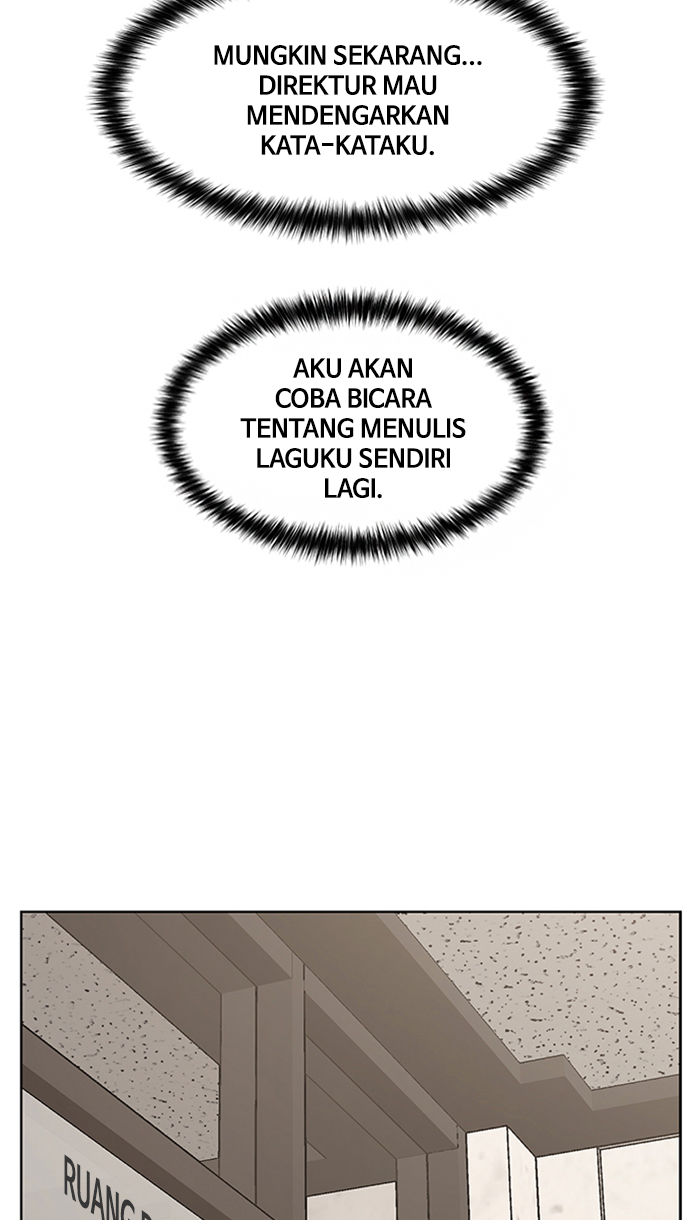 MUNGKIN SEKARANG...
DIREKTUR MAU
MENDENGARKAN
KATA-KATAKU.
AKU AKAN
COBA BICARA
TENTANG MENULIS
LAGUKU SENDIRI
LAGI.
RUANG